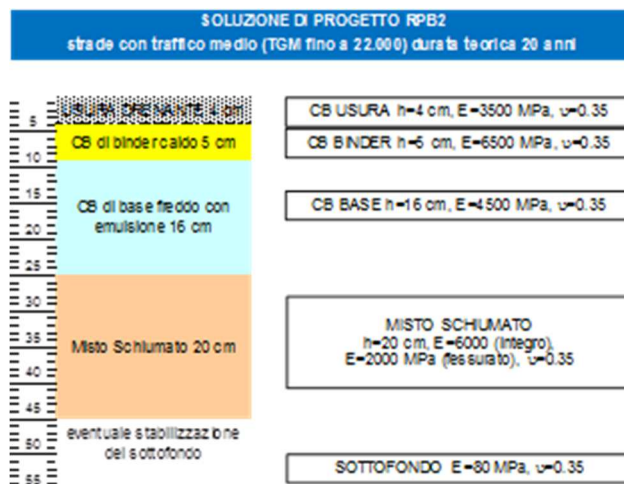 SOLUZIONE DI PROGETTO RPB2
strade con traffico medio (TGM fino a 22.000) durata teorica 20 anni
5
10
15
20
25
30
35
40
45
50
55
USURA DRENANTE 4 cm
CB di binder caldo 5 cm
CB di base freddo con
emulsione 16 cm
Misto Schiumato 20 cm
eventuale stabilizzazione
del sottofondo
CB USURA h=4 cm, E=3500 MPa, υ=0.35
CB BINDER h=5 cm, E=6500 MPa, υ=0.35
CB BASE h=16 cm, E=4500 MPa, υ=0.35
MISTO SCHIUMATO
h=20 cm, E=6000 (Integro),
E=2000 MPa (fessurato), υ=0.35
SOTTOFONDO E=80 MPa, υ=0.35